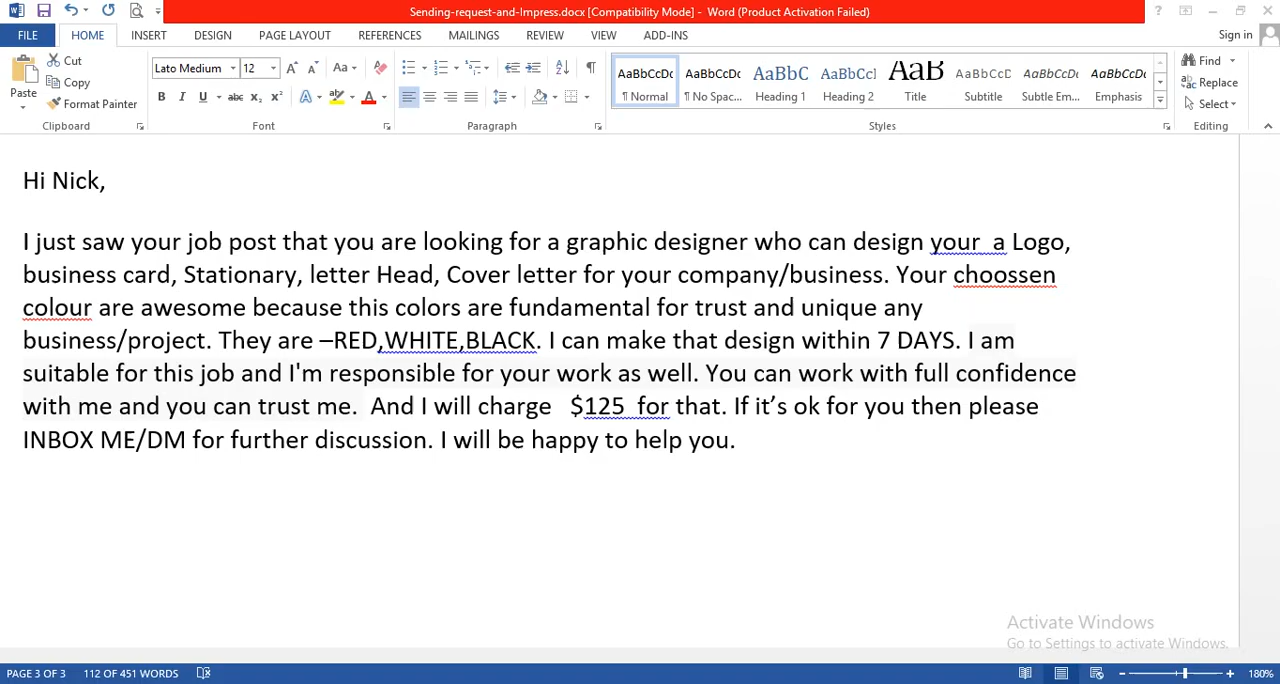 Sending-request-and-Impress.docx [Compatibility Mode] - Word (Product Activation Failed)
FILE HOME INSERT DESIGN PAGE LAYOUT REFERENCES MAILINGS REVIEW VIEW ADD-INS Sign in
Cut
Copy
Format Painter
Paste
Clipboard
Lato Medium 12
Font
Paragraph
AaBbCcDc AaBbCcDc AaBbC AaBbCcI AaB AaBbCcD AaBbCcDc AaBbCcDc
¶ Normal ¶ No Spac... Heading 1 Heading 2 Title Subtitle Subtle Em... Emphasis
Styles
Find
Replace
Select
Editing
Hi Nick,
I just saw your job post that you are looking for a graphic designer who can design your  a Logo,
business card, Stationary, letter Head, Cover letter for your company/business. Your choossen
colour are awesome because this colors are fundamental for trust and unique any
business/project. They are –RED,WHITE,BLACK. I can make that design within 7 DAYS. I am
suitable for this job and I'm responsible for your work as well. You can work with full confidence
with me and you can trust me.  And I will charge   $125  for that. If it’s ok for you then please
INBOX ME/DM for further discussion. I will be happy to help you.
Activate Windows
Go to Settings to activate Windows.
PAGE 3 OF 3 112 OF 451 WORDS 180%